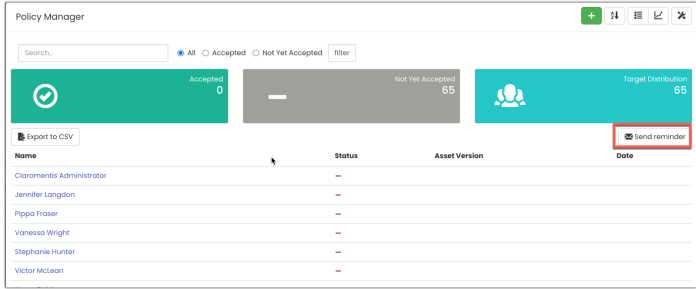 Policy Manager
Search..
All Accepted Not Yet Accepted filter
Accepted
0
Not Yet Accepted
65
Target Distribution
65
Export to CSV
Send reminder
Name Status Asset Version Date
Claromentis Administrator –
Jennifer Langdon –
Pippa Fraser –
Vanessa Wright –
Stephanie Hunter –
Victor McLean –